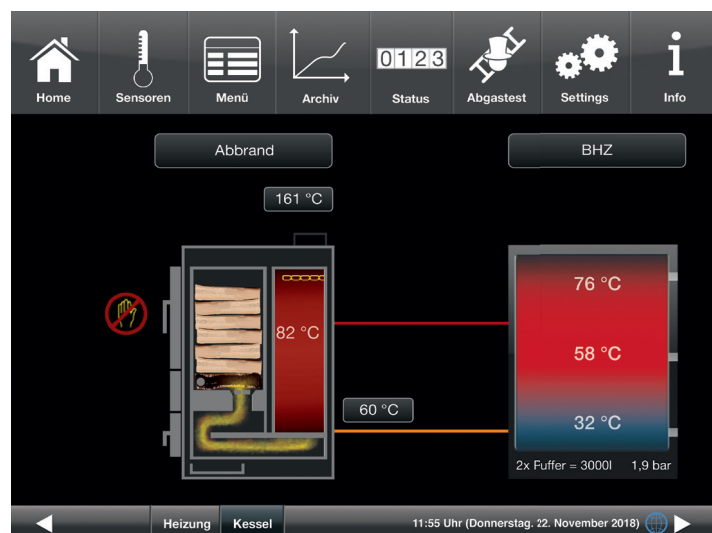 Home Sensoren Menü Archiv 0123 Status Abgastest Settings Info
Abbrand BHZ
161 °C
76 °C
82 °C
58 °C
60 °C
32 °C
2x Fuffer = 3000l 1,9 bar
Heizung Kessel 11:55 Uhr (Donnerstag. 22. November 2018)